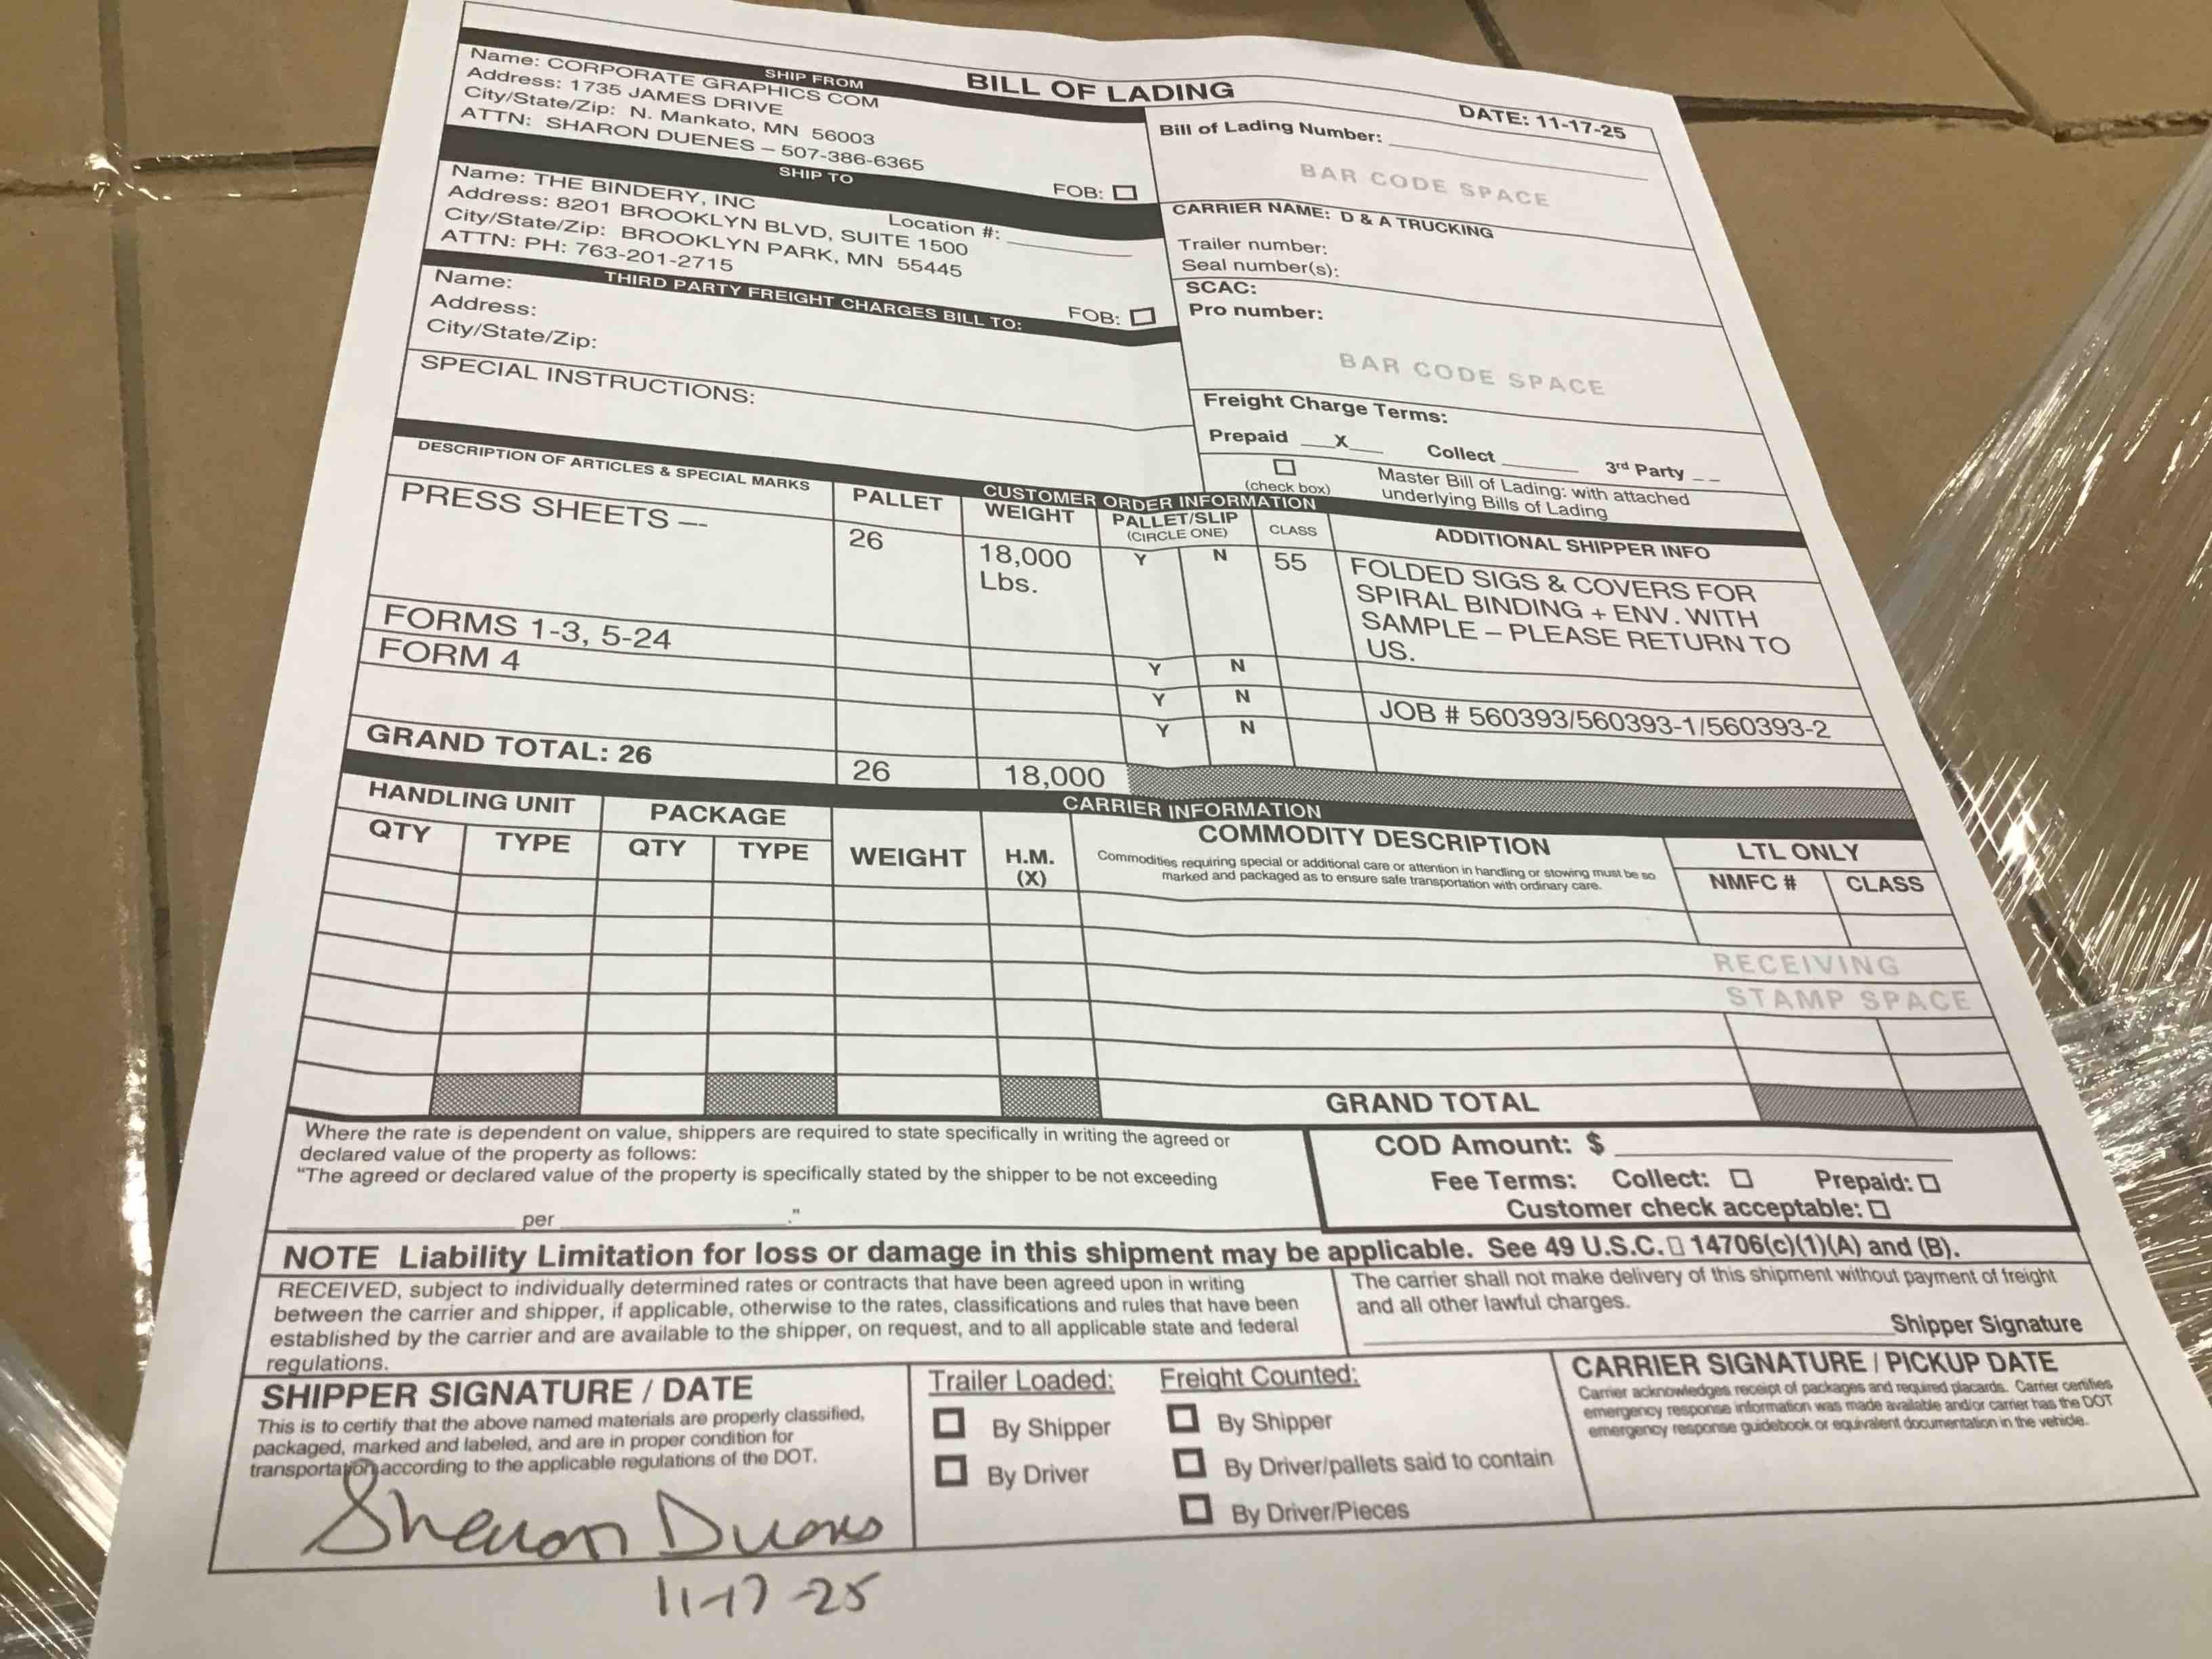 BILL OF LADING
DATE: 11-17-25
SHIP FROM
Name: CORPORATE GRAPHICS COM
Address: 1735 JAMES DRIVE
City/State/Zip: N. Mankato, MN 56003
ATTN: SHARON DUENES – 507-386-6365
FOB: ☐
SHIP TO
Name: THE BINDERY, INC
Location #:
Address: 8201 BROOKLYN BLVD, SUITE 1500
City/State/Zip: BROOKLYN PARK, MN 55445
ATTN: PH: 763-201-2715
FOB: ☐
THIRD PARTY FREIGHT CHARGES BILL TO:
Name:
Address:
City/State/Zip:
SPECIAL INSTRUCTIONS:
Bill of Lading Number:
BAR CODE SPACE
CARRIER NAME: D & A TRUCKING
Trailer number:
Seal number(s):
SCAC:
Pro number:
BAR CODE SPACE
Freight Charge Terms:
Prepaid X Collect 3rd Party
☐ (check box)
Master Bill of Lading: with attached
underlying Bills of Lading
CUSTOMER ORDER INFORMATION
DESCRIPTION OF ARTICLES & SPECIAL MARKS
PALLET
WEIGHT
PALLET/SLIP
(CIRCLE ONE)
CLASS
ADDITIONAL SHIPPER INFO
PRESS SHEETS ---
26
18,000
Lbs.
Y N
55
FOLDED SIGS & COVERS FOR
SPIRAL BINDING + ENV. WITH
SAMPLE – PLEASE RETURN TO
US.
FORMS 1-3, 5-24
Y N
FORM 4
Y N
JOB # 560393/560393-1/560393-2
Y N
GRAND TOTAL: 26
26
18,000
CARRIER INFORMATION
HANDLING UNIT
PACKAGE
QTY
TYPE
QTY
TYPE
WEIGHT
H.M.
(X)
COMMODITY DESCRIPTION
Commodities requiring special or additional care or attention in handling or stowing must be so
marked and packaged as to ensure safe transportation with ordinary care.
LTL ONLY
NMFC #
CLASS
RECEIVING
STAMP SPACE
GRAND TOTAL
Where the rate is dependent on value, shippers are required to state specifically in writing the agreed or
declared value of the property as follows:
“The agreed or declared value of the property is specifically stated by the shipper to be not exceeding
per ."
COD Amount: $
Fee Terms: Collect: ☐ Prepaid: ☐
Customer check acceptable: ☐
NOTE Liability Limitation for loss or damage in this shipment may be applicable. See 49 U.S.C. ▯ 14706(c)(1)(A) and (B).
RECEIVED, subject to individually determined rates or contracts that have been agreed upon in writing
between the carrier and shipper, if applicable, otherwise to the rates, classifications and rules that have been
established by the carrier and are available to the shipper, on request, and to all applicable state and federal
regulations.
The carrier shall not make delivery of this shipment without payment of freight
and all other lawful charges.
Shipper Signature
SHIPPER SIGNATURE / DATE
This is to certify that the above named materials are properly classified,
packaged, marked and labeled, and are in proper condition for
transportation according to the applicable regulations of the DOT.
Sharon Duenes
11-17-25
Trailer Loaded:
☐ By Shipper
☐ By Driver
Freight Counted:
☐ By Shipper
☐ By Driver/pallets said to contain
☐ By Driver/Pieces
CARRIER SIGNATURE / PICKUP DATE
Carrier acknowledges receipt of packages and required placards. Carrier certifies
emergency response information was made available and/or carrier has the DOT
emergency response guidebook or equivalent documentation in the vehicle.